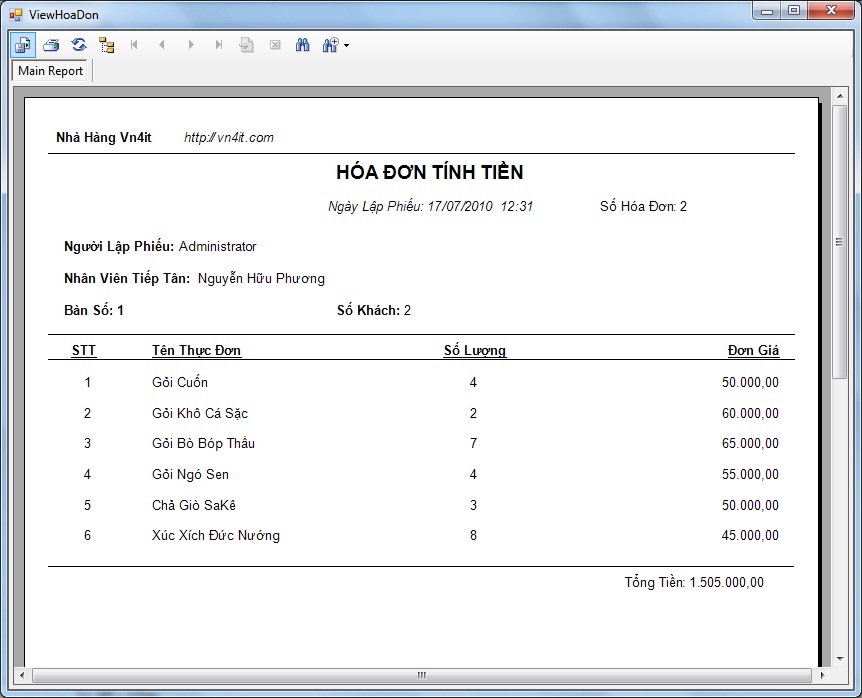 ViewHoaDon
Main Report
Nhà Hàng Vn4it http://vn4it.com
HÓA ĐƠN TÍNH TIỀN
Ngày Lập Phiếu: 17/07/2010 12:31 Số Hóa Đơn: 2
Người Lập Phiếu: Administrator
Nhân Viên Tiếp Tân: Nguyễn Hữu Phương
Bàn Số: 1 Số Khách: 2
STT Tên Thực Đơn Số Lượng Đơn Giá
1 Gỏi Cuốn 4 50.000,00
2 Gỏi Khô Cá Sặc 2 60.000,00
3 Gỏi Bò Bóp Thấu 7 65.000,00
4 Gỏi Ngó Sen 4 55.000,00
5 Chả Giò SaKê 3 50.000,00
6 Xúc Xích Đức Nướng 8 45.000,00
Tổng Tiền: 1.505.000,00